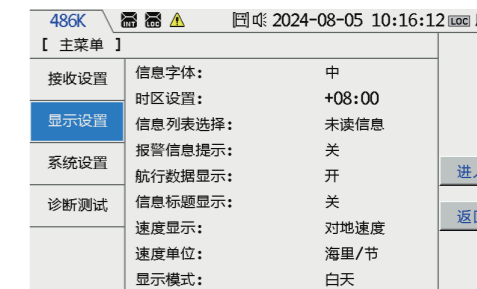 486K INT 2024-08-05 10:16:12 LOC
[ 主菜单 ]
接收设置
显示设置
系统设置
诊断测试
信息字体: 中
时区设置: +08:00
信息列表选择: 未读信息
报警信息提示: 关
航行数据显示: 开
信息标题显示: 关
速度显示: 对地速度
速度单位: 海里/节
显示模式: 白天
进
返